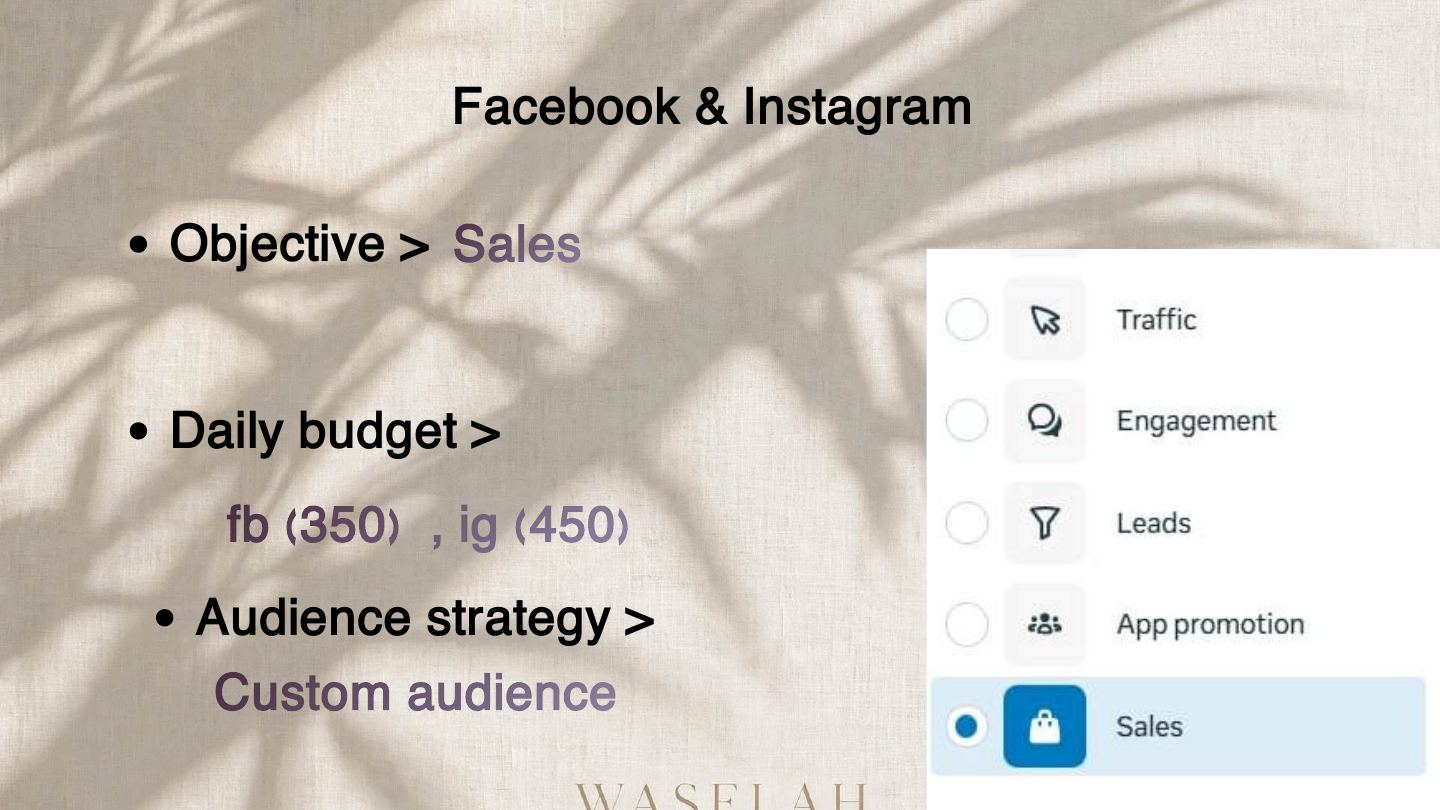 Facebook & Instagram
• Objective > Sales
• Daily budget >
fb (350) , ig (450)
• Audience strategy >
Custom audience
Traffic
Engagement
Leads
App promotion
Sales
WASELAH